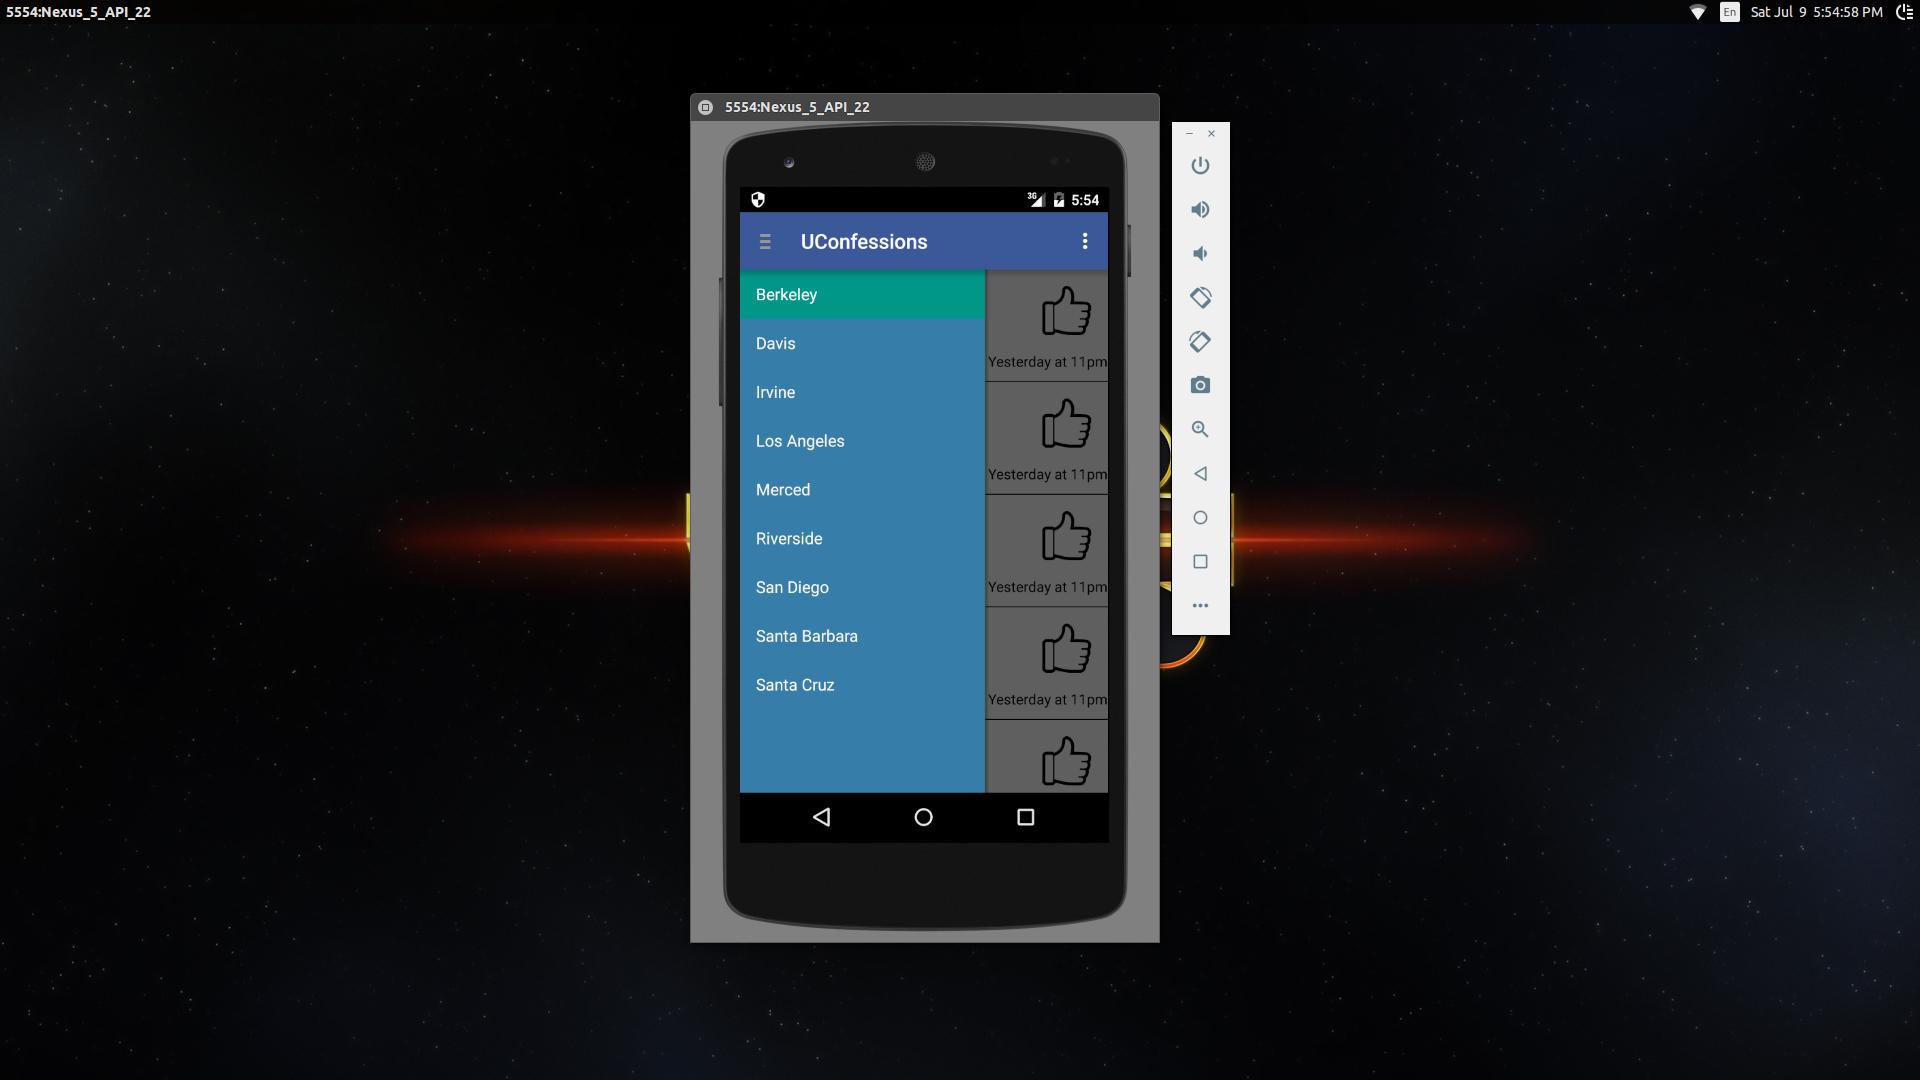 5554:Nexus_5_API_22
En
Sat Jul 9 5:54:58 PM
5554:Nexus_5_API_22
3G
5:54
UConfessions
Berkeley
Davis
Irvine
Los Angeles
Merced
Riverside
San Diego
Santa Barbara
Santa Cruz
Yesterday at 11pm
Yesterday at 11pm
Yesterday at 11pm
Yesterday at 11pm